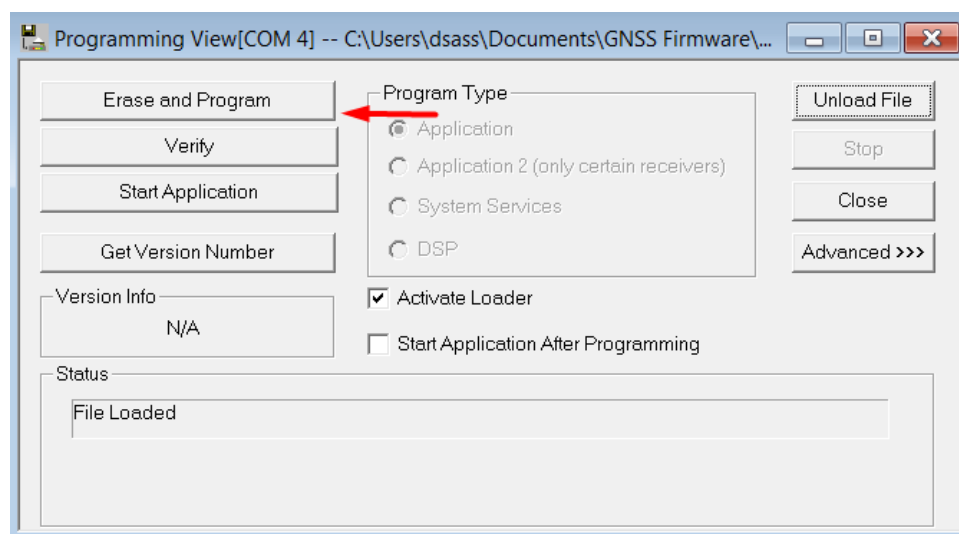 Programming View[COM 4] -- C:\Users\dsass\Documents\GNSS Firmware\...
Erase and Program
Verify
Start Application
Get Version Number
Version Info
N/A
Program Type
Application
Application 2 (only certain receivers)
System Services
DSP
Activate Loader
Start Application After Programming
Unload File
Stop
Close
Advanced >>>
Status
File Loaded